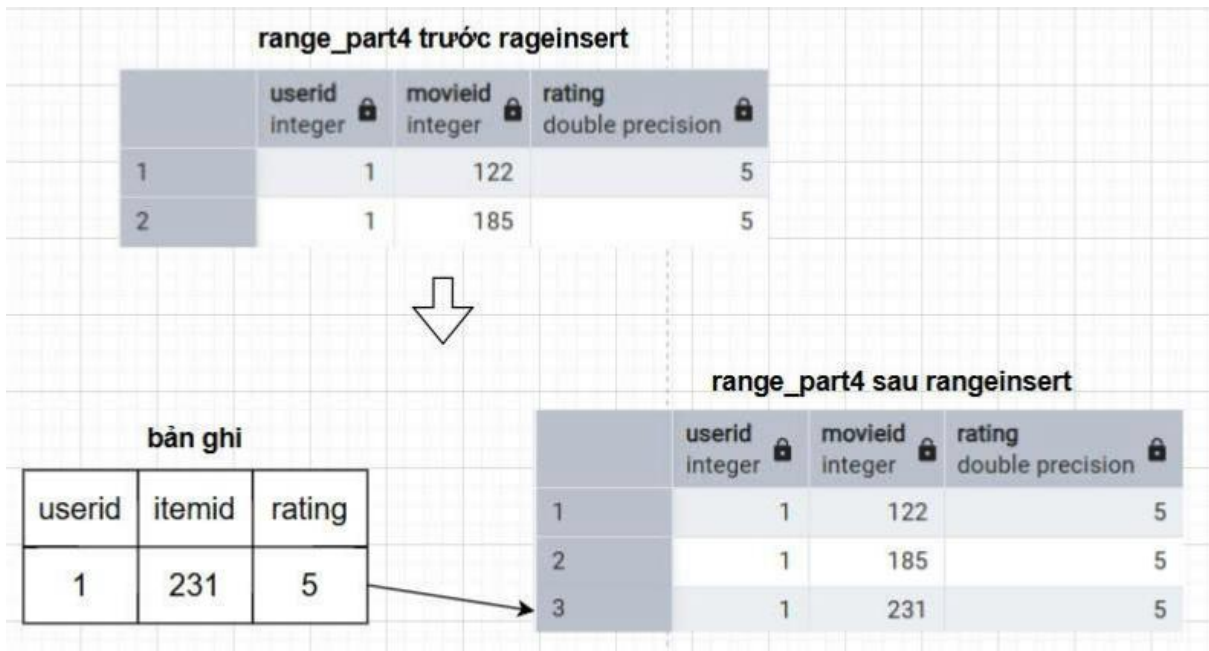 range_part4 trước rageinsert
userid movieid rating
integer integer double precision
1 1 122 5
2 1 185 5
range_part4 sau rangeinsert
bản ghi
userid movieid rating
integer integer double precision
userid itemid rating
1 1 122 5
2 1 185 5
1 231 5
3 1 231 5